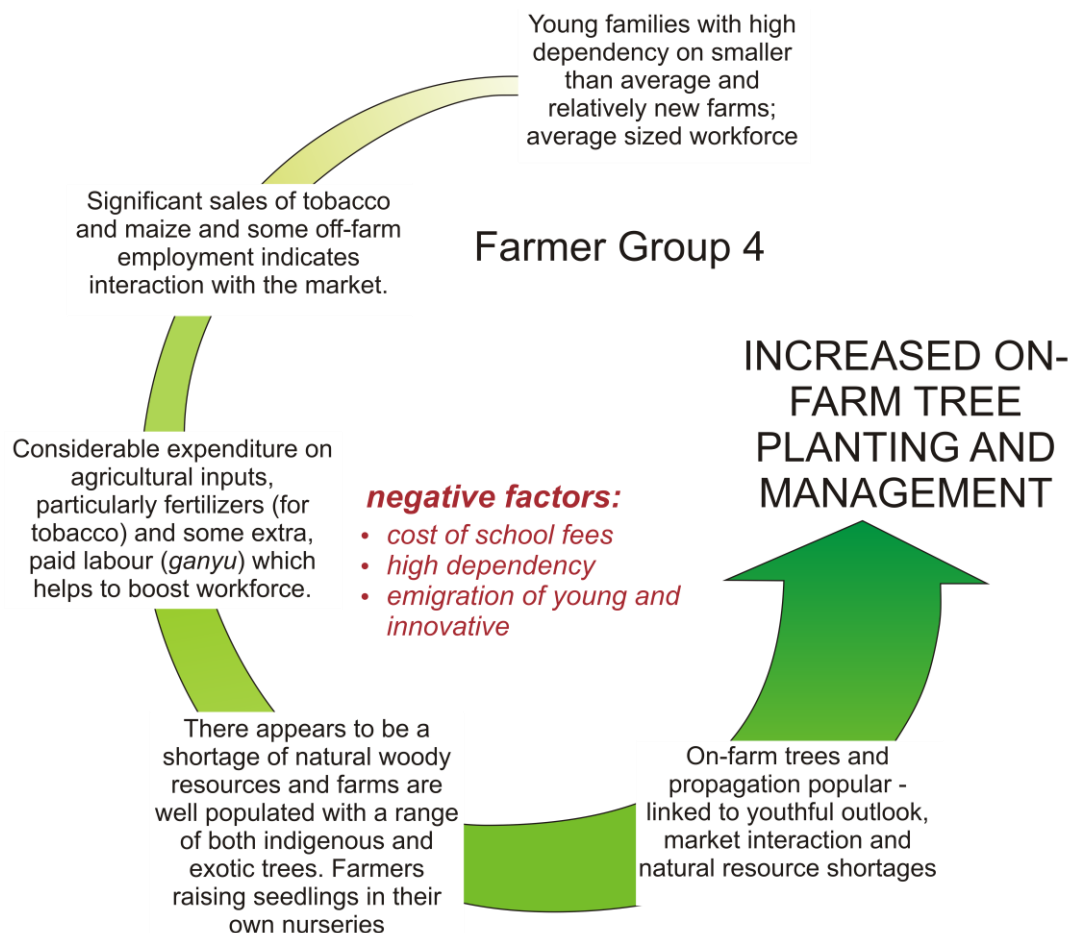 Young families with high
dependency on smaller
than average and
relatively new farms;
average sized workforce
Significant sales of tobacco
and maize and some off-farm
employment indicates
interaction with the market.
Farmer Group 4
Considerable expenditure on
agricultural inputs,
particularly fertilizers (for
tobacco) and some extra,
paid labour (ganyu) which
helps to boost workforce.
negative factors:
• cost of school fees
• high dependency
• emigration of young and
innovative
There appears to be a
shortage of natural woody
resources and farms are
well populated with a range
of both indigenous and
exotic trees. Farmers
raising seedlings in their
own nurseries
On-farm trees and
propagation popular -
linked to youthful outlook,
market interaction and
natural resource shortages
INCREASED ON-
FARM TREE
PLANTING AND
MANAGEMENT